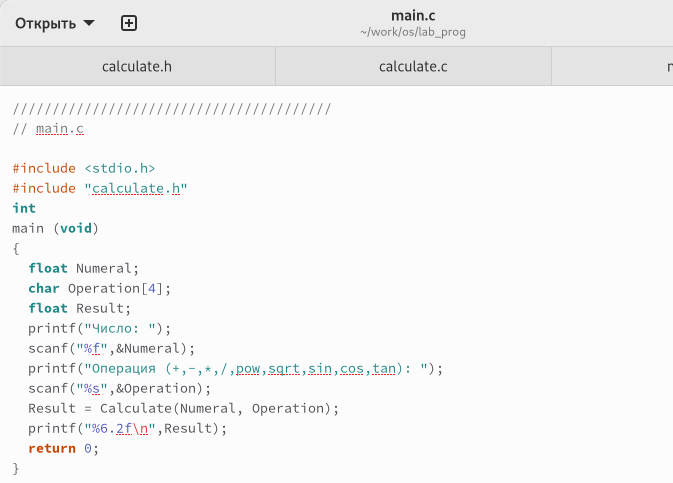 Открыть
main.c
~/work/os/lab_prog
calculate.h
calculate.c
////////////////////////////////////////
// main.c
#include <stdio.h>
#include "calculate.h"
int
main (void)
{
float Numeral;
char Operation[4];
float Result;
printf("Число: ");
scanf("%f",&Numeral);
printf("Операция (+,-,*,/,pow,sqrt,sin,cos,tan): ");
scanf("%s",&Operation);
Result = Calculate(Numeral, Operation);
printf("%6.2f\n",Result);
return 0;
}